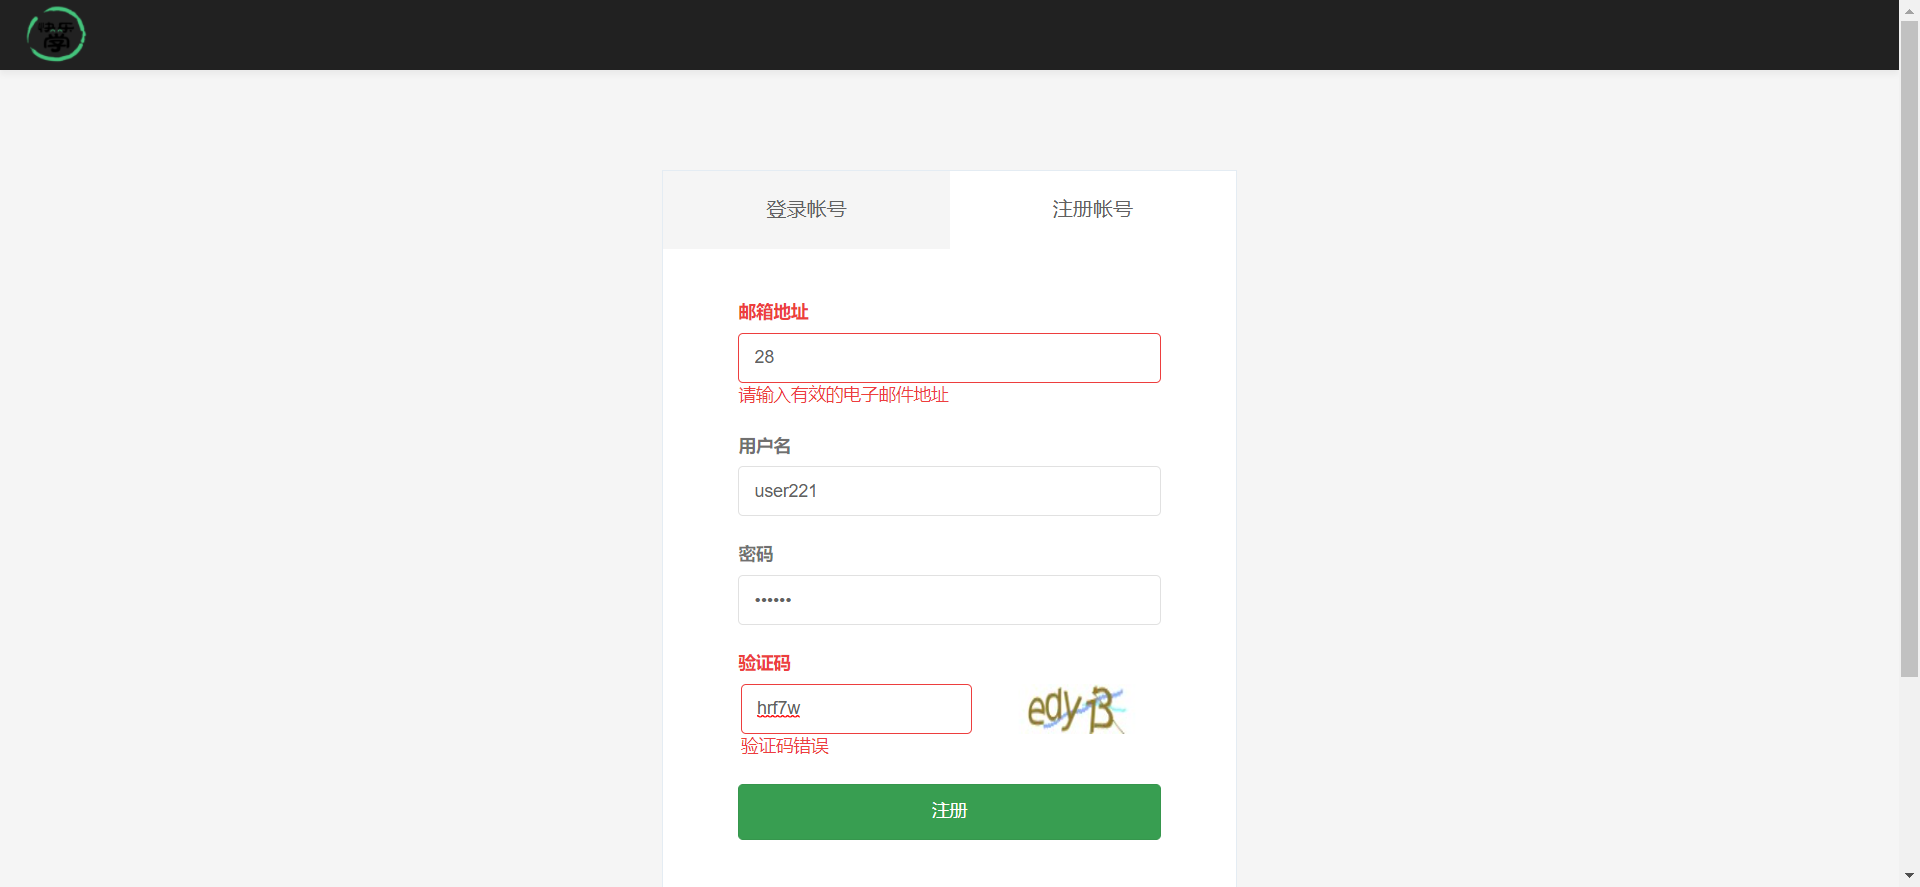 快乐
學
登录帐号
注册帐号
邮箱地址
28
请输入有效的电子邮件地址
用户名
user221
密码
••••••
验证码
hrf7w
验证码错误
注册